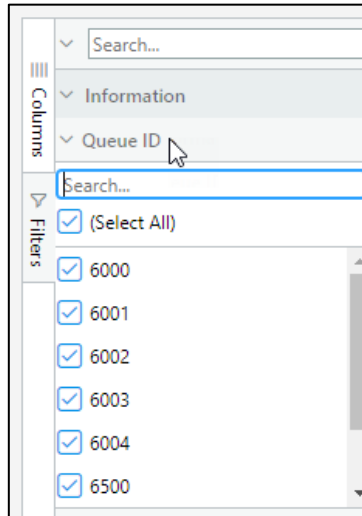 Search...
Information
Queue ID
Search...
(Select All)
6000
6001
6002
6003
6004
6500
Columns
Filters